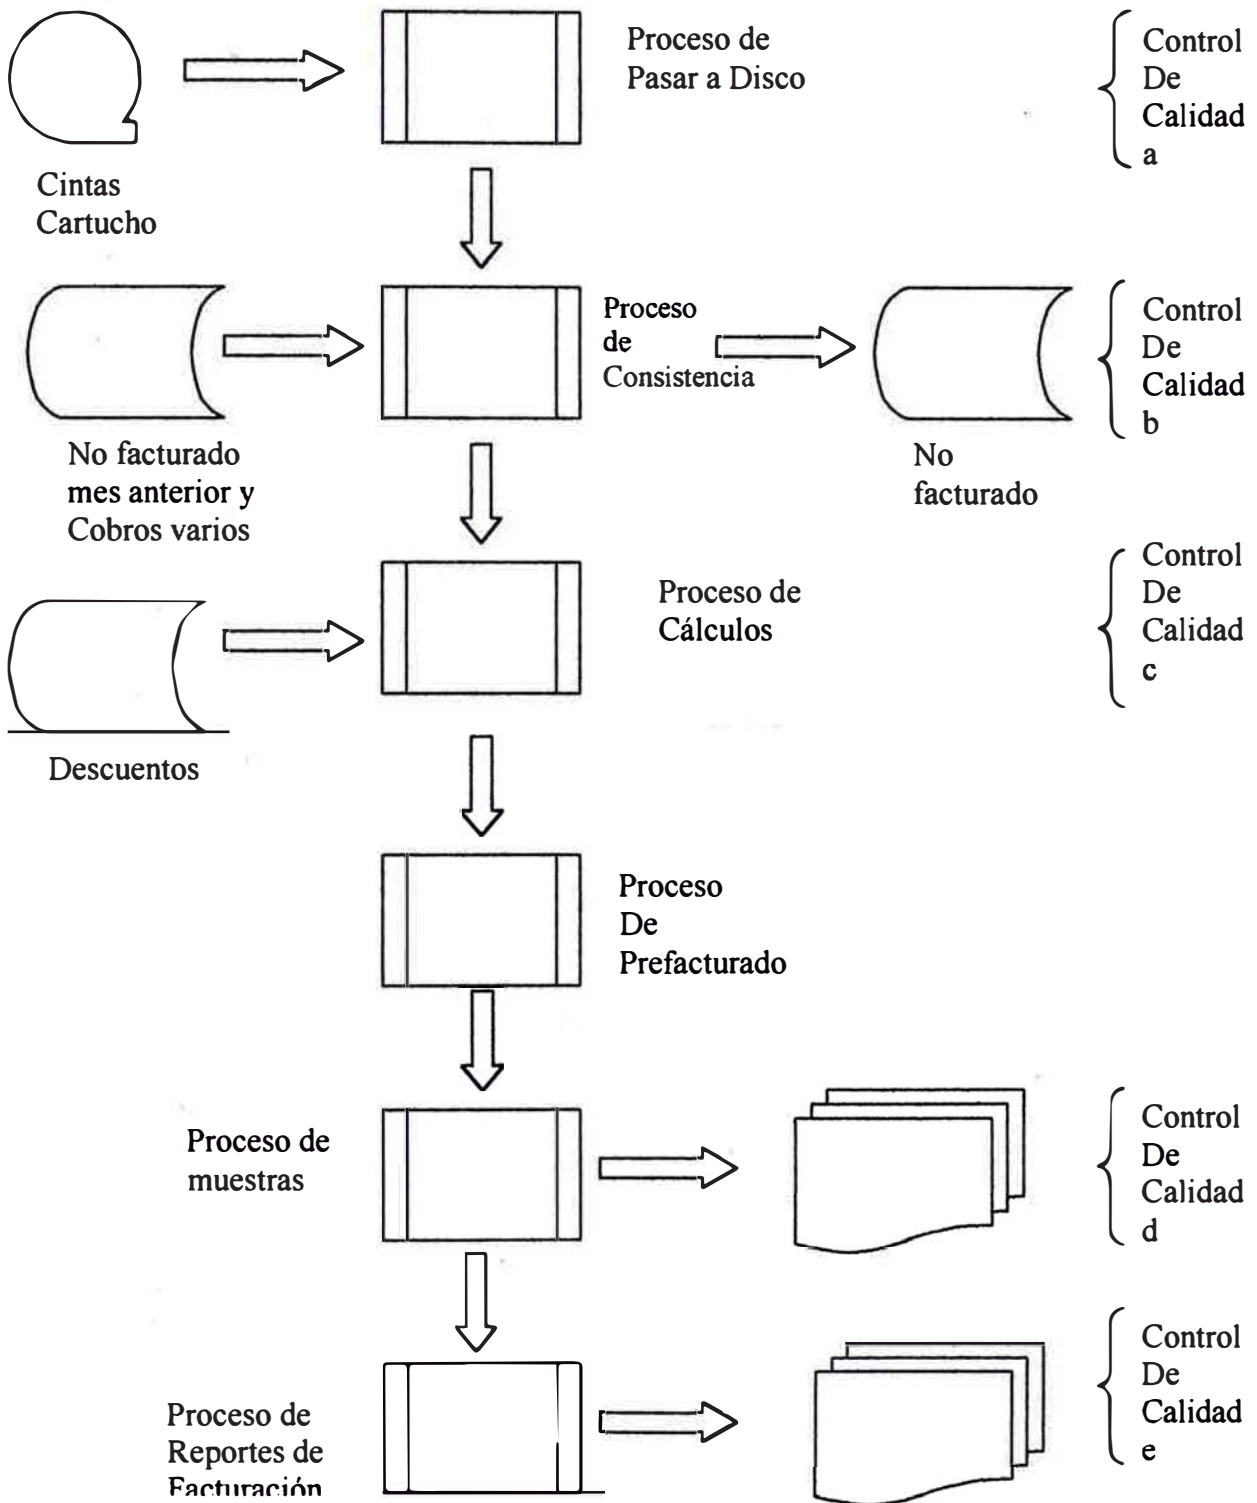 Proceso de
Pasar a Disco
Control
De
Calidad
a
Cintas
Cartucho
Proceso
de
Consistencia
Control
De
Calidad
b
No facturado
mes anterior y
Cobros varios
No
facturado
Proceso de
Cálculos
Control
De
Calidad
c
Descuentos
Proceso
De
Prefacturado
Proceso de
muestras
Control
De
Calidad
d
Proceso de
Reportes de
Facturación
Control
De
Calidad
e